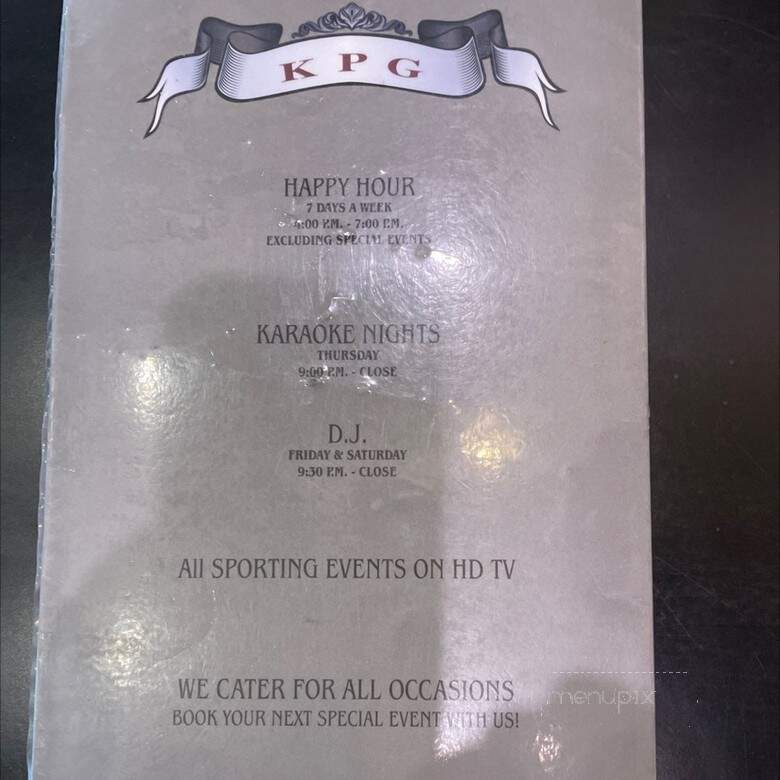 K P G
HAPPY HOUR
7 DAYS A WEEK
4:00 P.M. - 7:00 P.M.
EXCLUDING SPECIAL EVENTS
KARAOKE NIGHTS
THURSDAY
9:00 P.M. - CLOSE
D.J.
FRIDAY & SATURDAY
9:30 P.M. - CLOSE
All SPORTING EVENTS ON HD TV
WE CATER FOR ALL OCCASIONS
BOOK YOUR NEXT SPECIAL EVENT WITH US!
menupix